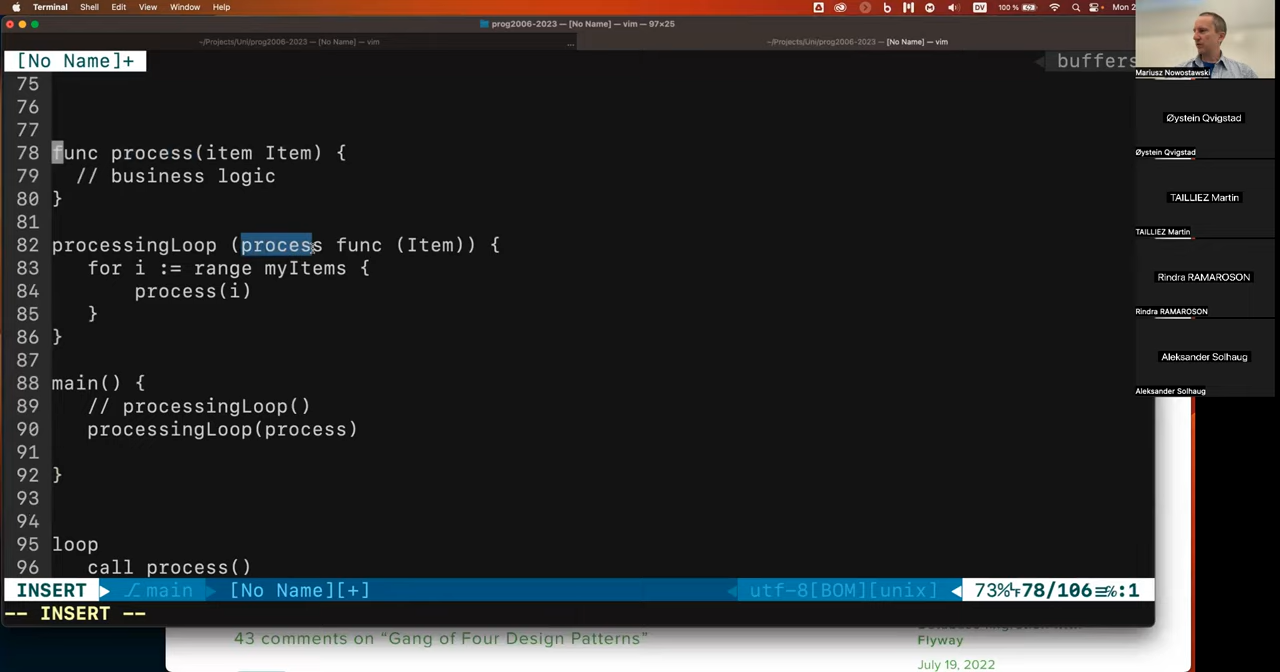 Terminal Shell Edit View Window Help
DV 100 % Mon 2
prog2006-2023 — [No Name] — vim — 97×25
~/Projects/Uni/prog2006-2023 — [No Name] — vim
... ~/Projects/Uni/prog2006-2023 — [No Name] — vim
[No Name]+ buffers
75
76
77
78 func process(item Item) {
79 // business logic
80 }
81
82 processingLoop (process func (Item)) {
83 for i := range myItems {
84 process(i)
85 }
86 }
87
88 main() {
89 // processingLoop()
90 processingLoop(process)
91
92 }
93
94
95 loop
96 call process()
INSERT main [No Name][+] utf-8[BOM][unix] 73% 78/106 :1
-- INSERT --
43 comments on “Gang of Four Design Patterns”
Flyway
July 19, 2022
Mariusz Nowostawski
Øystein Qvigstad
Øystein Qvigstad
TAILLIEZ Martin
TAILLIEZ Martin
Rindra RAMAROSON
Rindra RAMAROSON
Aleksander Solhaug
Aleksander Solhaug